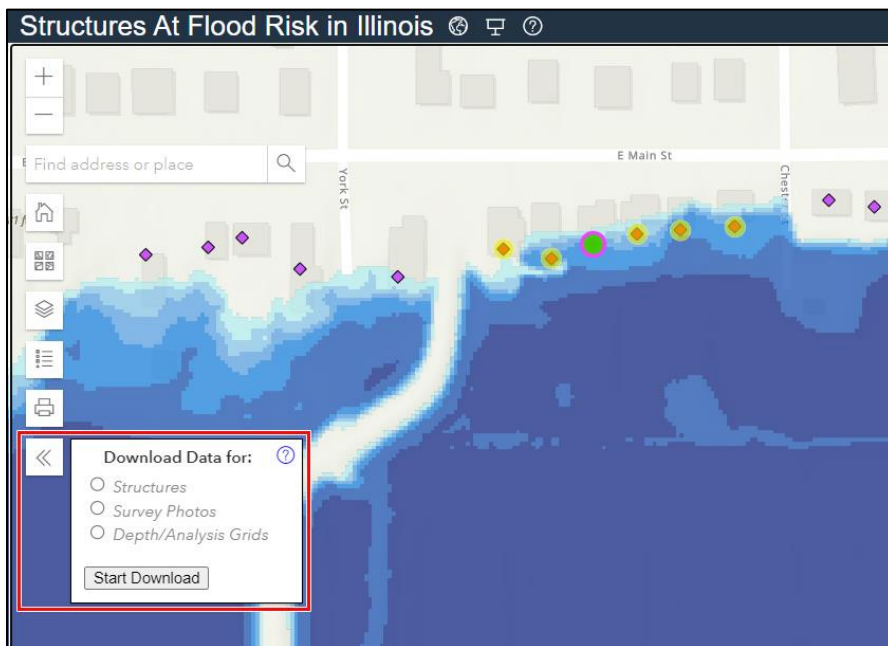 Structures At Flood Risk in Illinois
+
−
Find address or place
E Main St
York St
Download Data for:
Structures
Survey Photos
Depth/Analysis Grids
Start Download